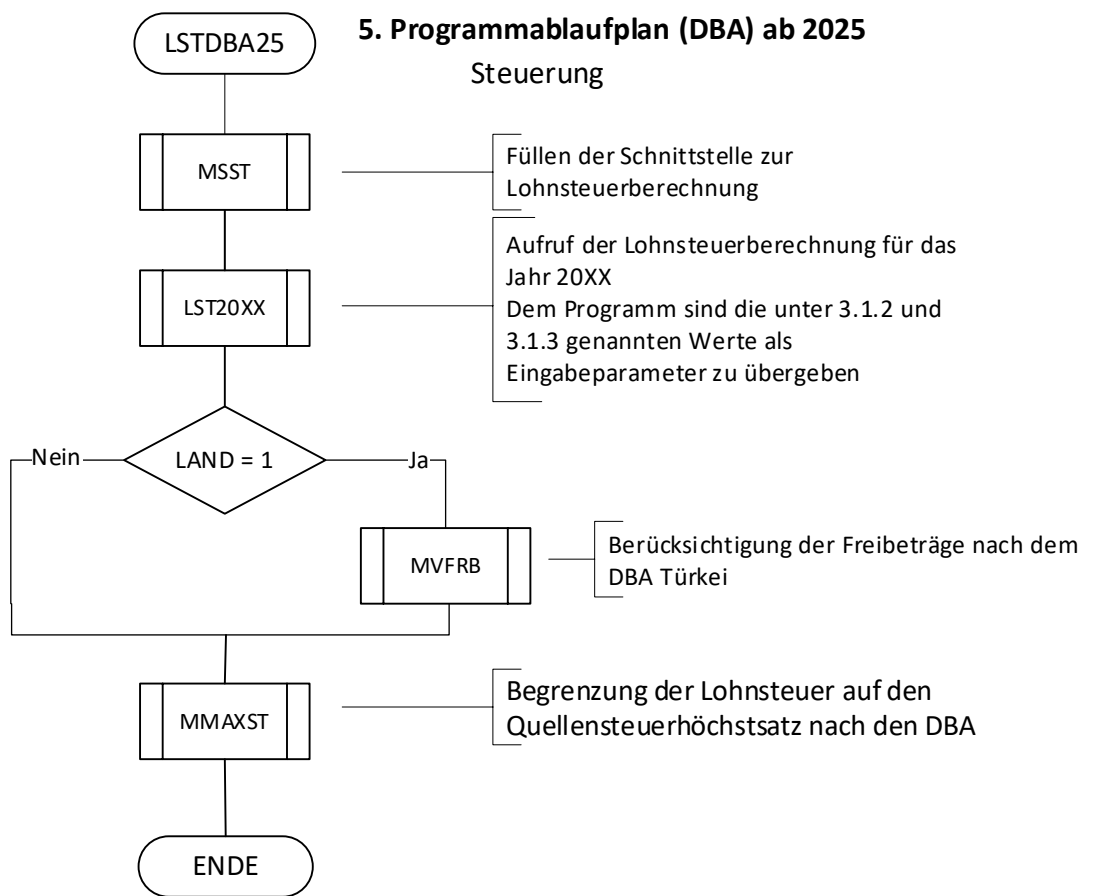 LSTDBA25
5. Programmablaufplan (DBA) ab 2025
Steuerung
MSST
Füllen der Schnittstelle zur
Lohnsteuerberechnung
LST20XX
Aufruf der Lohnsteuerberechnung für das
Jahr 20XX
Dem Programm sind die unter 3.1.2 und
3.1.3 genannten Werte als
Eingabeparameter zu übergeben
Nein
LAND = 1
Ja
MVFRB
Berücksichtigung der Freibeträge nach dem
DBA Türkei
MMAXST
Begrenzung der Lohnsteuer auf den
Quellensteuerhöchstsatz nach den DBA
ENDE